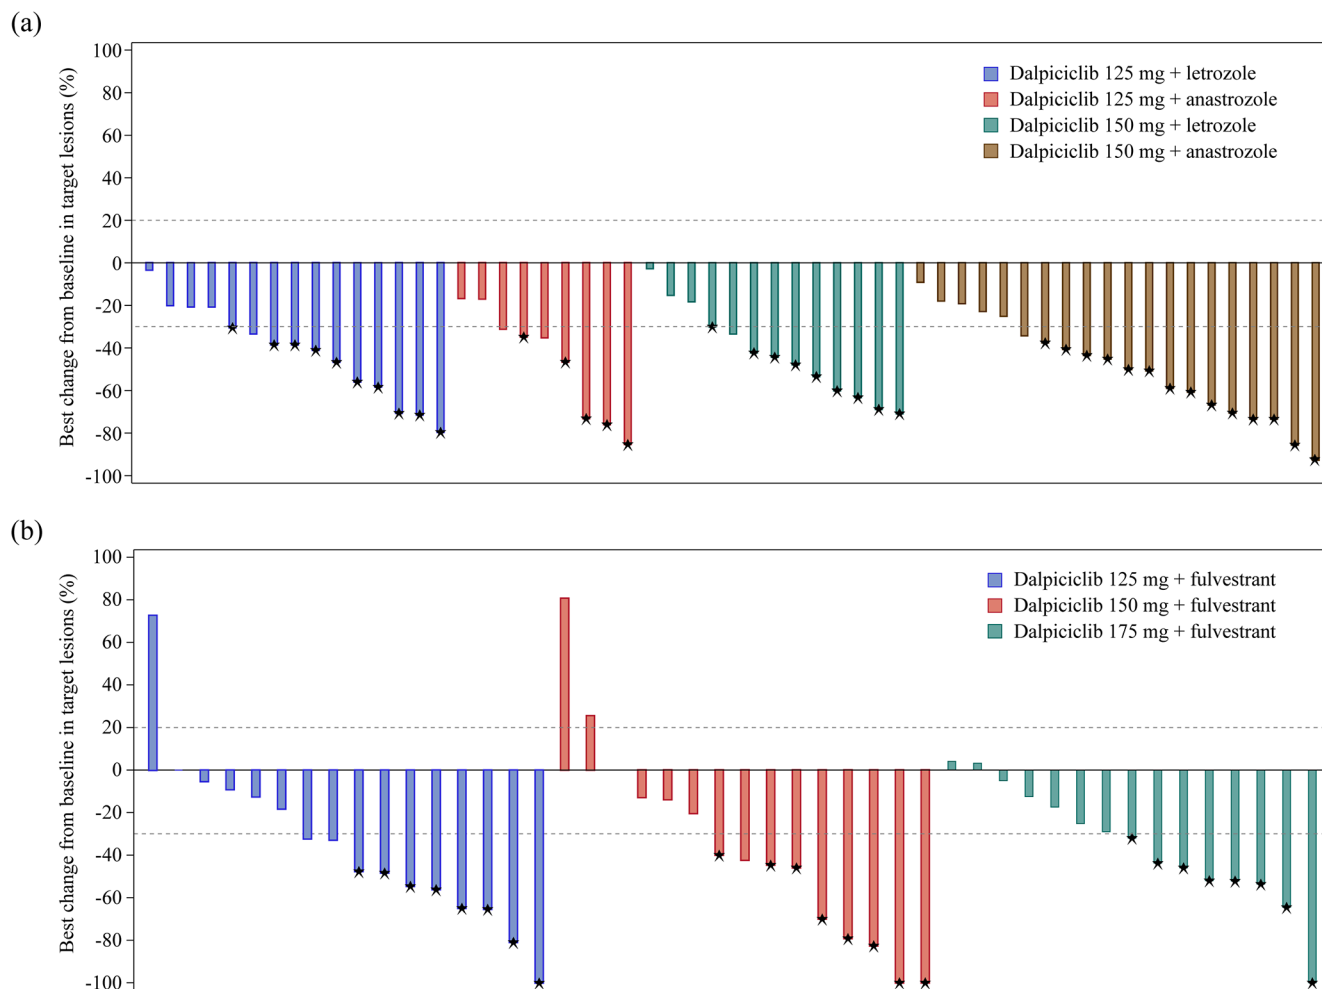 (a)
Best change from baseline in target lesions (%)
100
80
60
40
20
0
-20
-40
-60
-80
-100
Dalpiciclib 125 mg + letrozole
Dalpiciclib 125 mg + anastrozole
Dalpiciclib 150 mg + letrozole
Dalpiciclib 150 mg + anastrozole
(b)
Best change from baseline in target lesions (%)
100
80
60
40
20
0
-20
-40
-60
-80
-100
Dalpiciclib 125 mg + fulvestrant
Dalpiciclib 150 mg + fulvestrant
Dalpiciclib 175 mg + fulvestrant